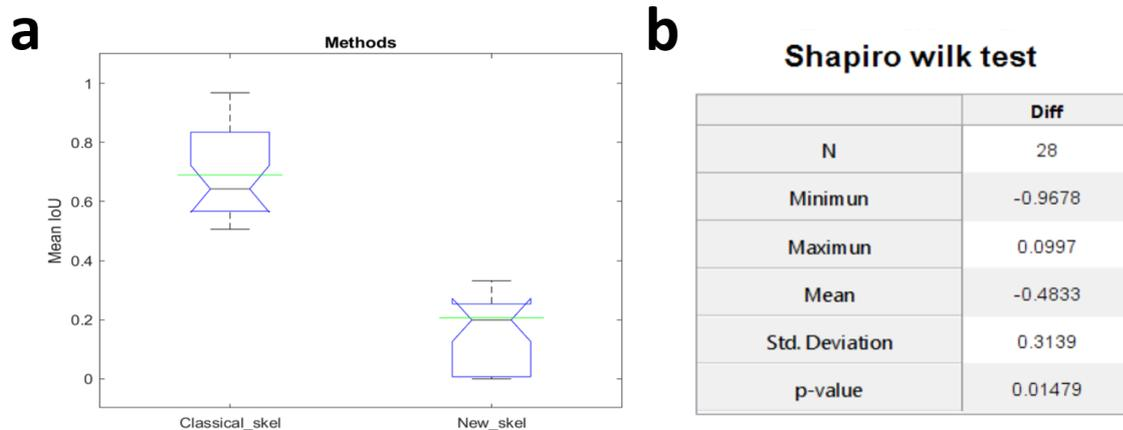 a
Methods
1
0.8
0.6
0.4
0.2
0
Mean IoU
Classical_skel New_skel
b
Shapiro wilk test
Diff
N 28
Minimun -0.9678
Maximun 0.0997
Mean -0.4833
Std. Deviation 0.3139
p-value 0.01479